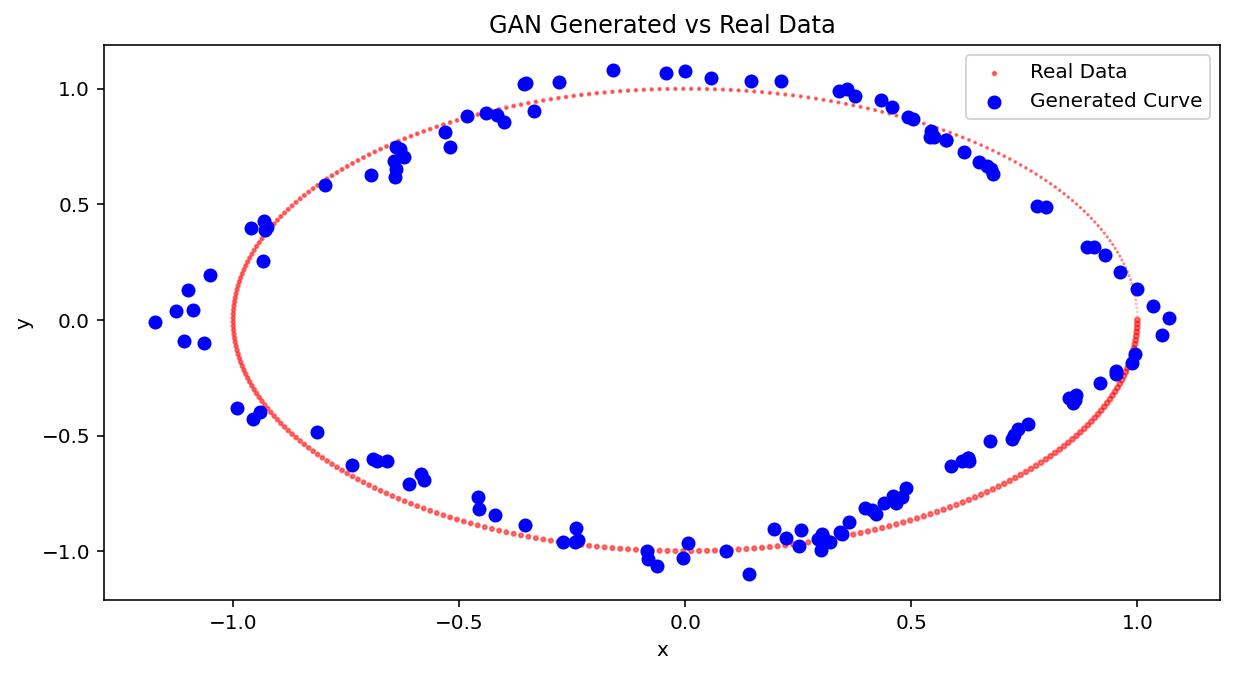 GAN Generated vs Real Data
Real Data
Generated Curve
1.0
0.5
0.0
−0.5
−1.0
y
−1.0 −0.5 0.0 0.5 1.0
x